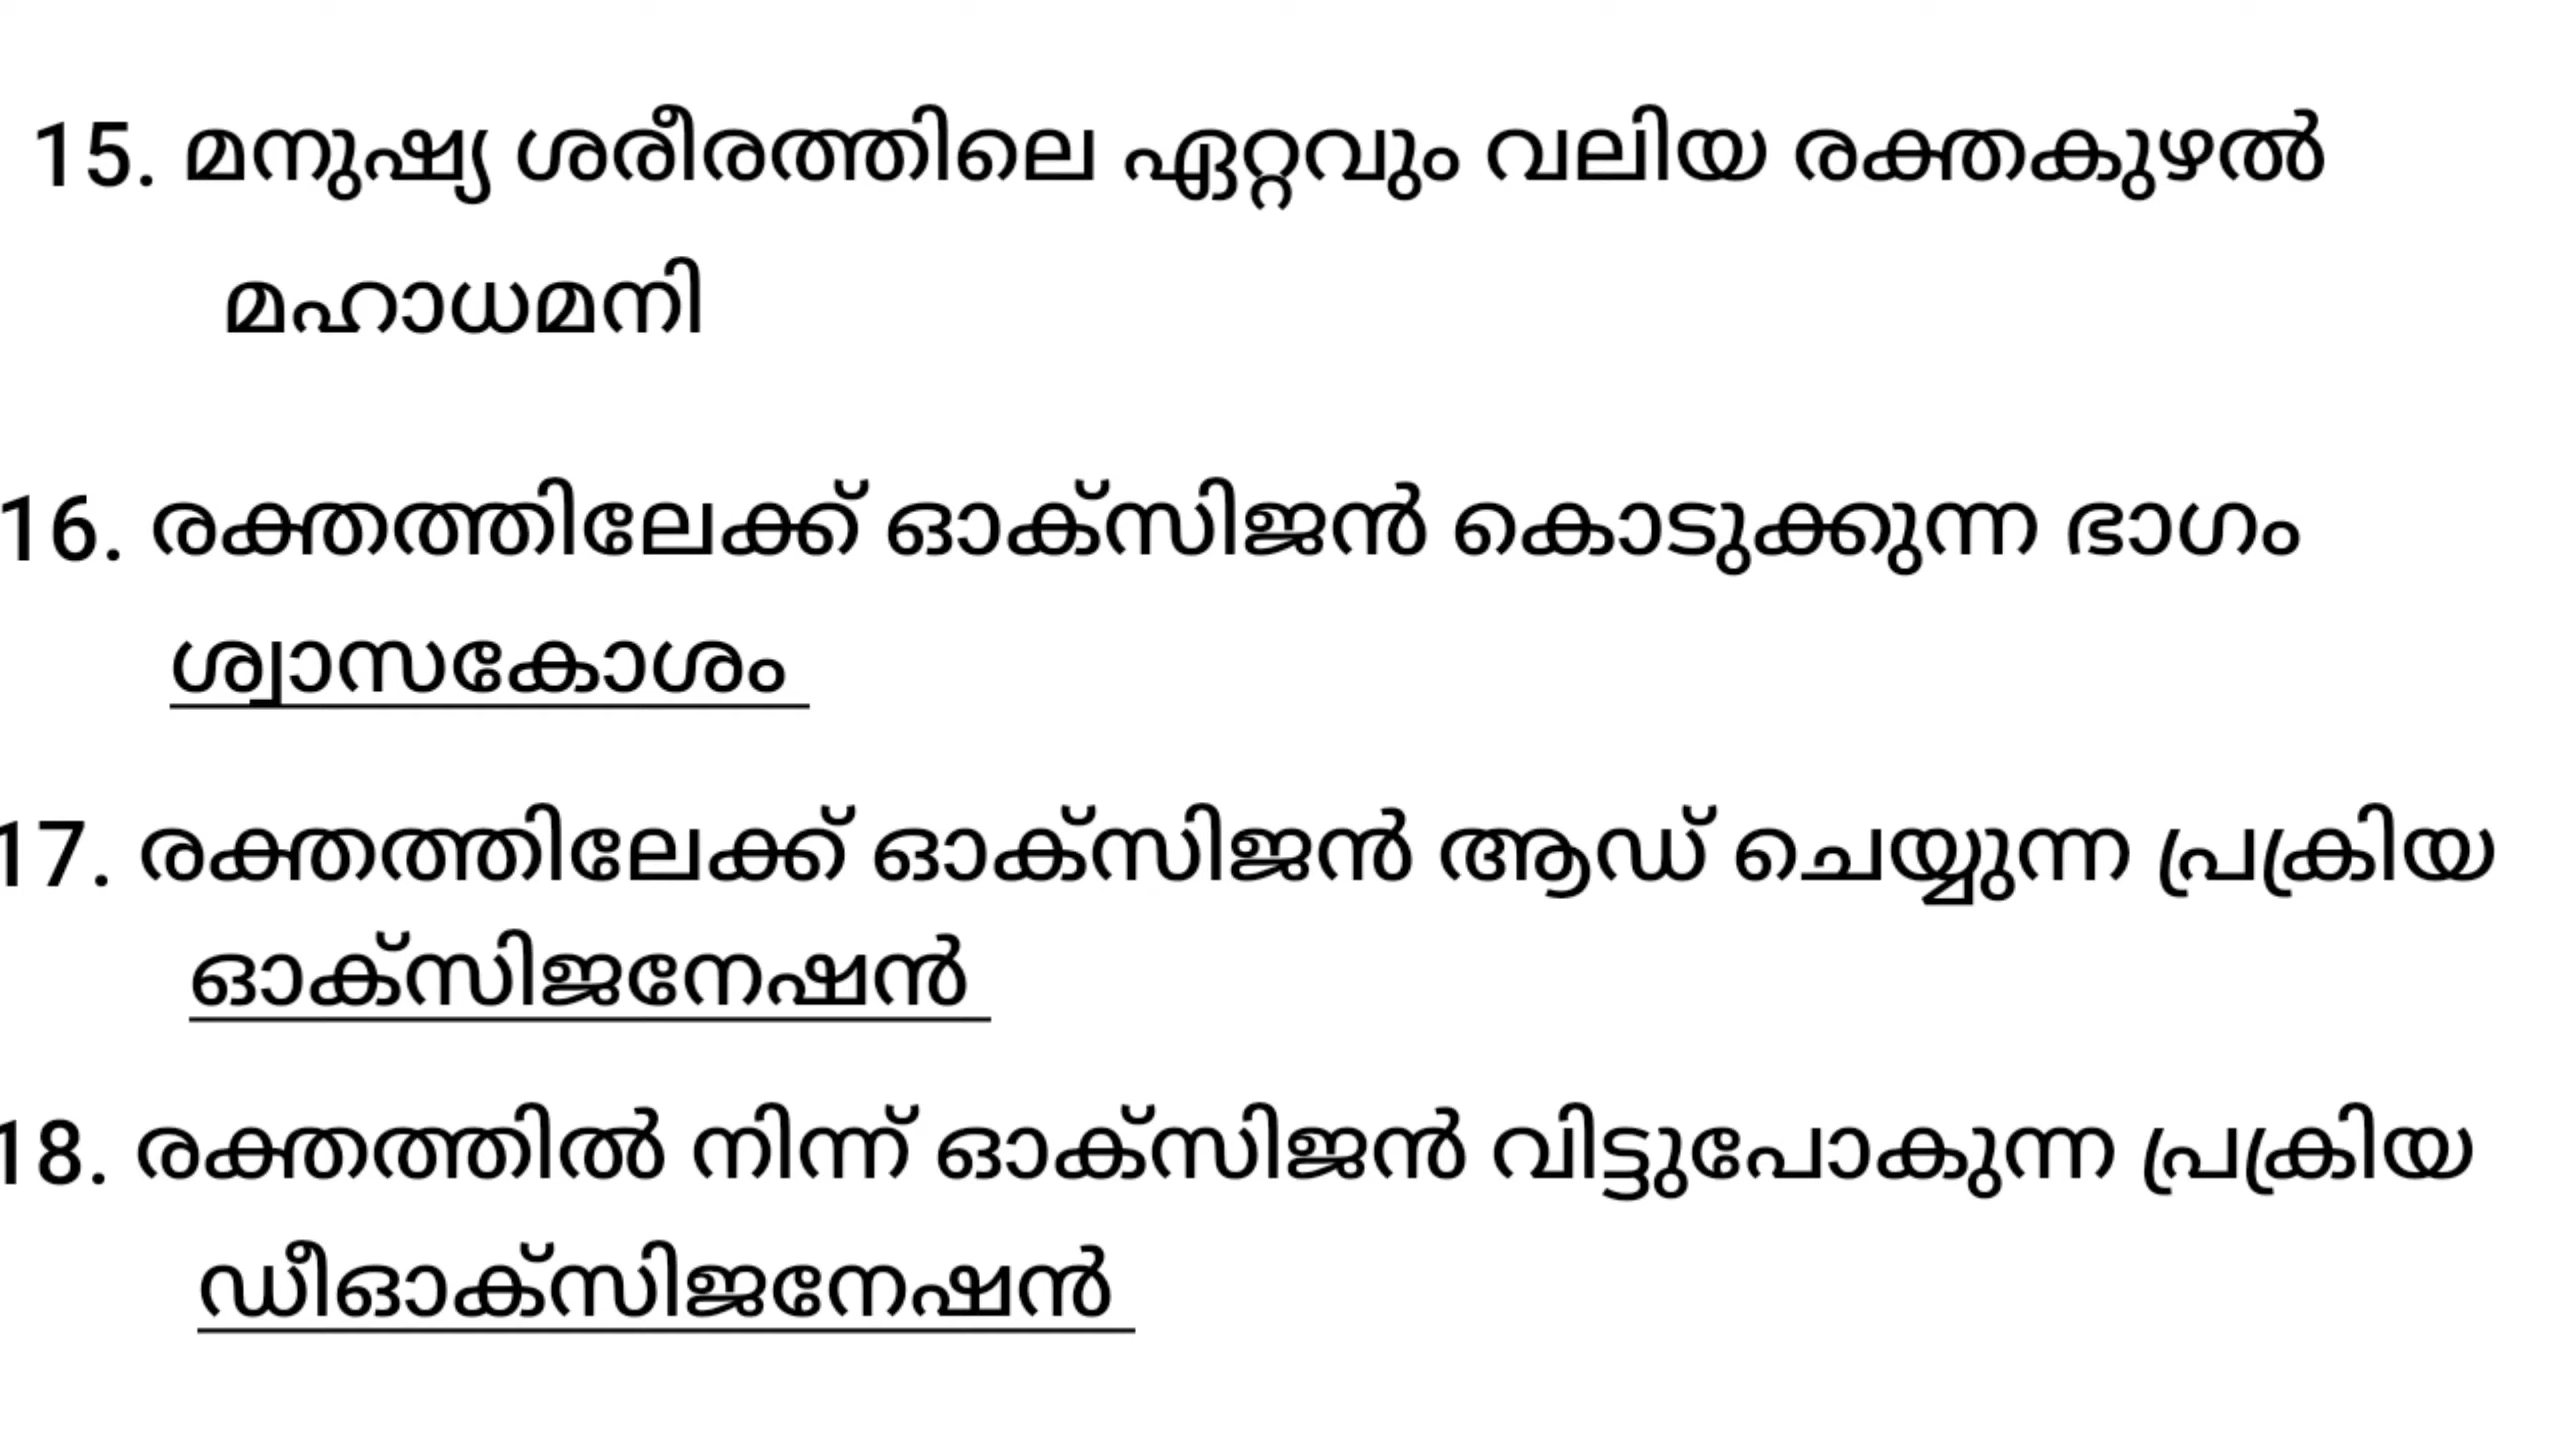 15. മനുഷ്യ ശരീരത്തിലെ ഏറ്റവും വലിയ രക്തകുഴൽ
മഹാധമനി
16. രക്തത്തിലേക്ക് ഓക്സിജൻ കൊടുക്കുന്ന ഭാഗം
ശ്വാസകോശം
17. രക്തത്തിലേക്ക് ഓക്സിജൻ ആഡ് ചെയ്യുന്ന പ്രക്രിയ
ഓക്സിജനേഷൻ
18. രക്തത്തിൽ നിന്ന് ഓക്സിജൻ വിട്ടുപോകുന്ന പ്രക്രിയ
ഡീഓക്സിജനേഷൻ